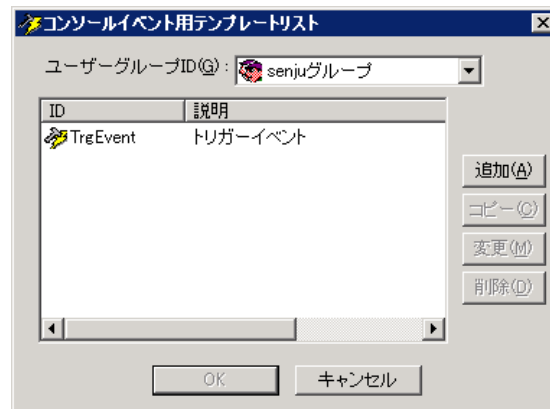 コンソールイベント用テンプレートリスト
ユーザーグループID(G): senjuグループ
ID 説明
TrgEvent トリガーイベント
追加(A)
コピー(C)
変更(M)
削除(D)
OK キャンセル